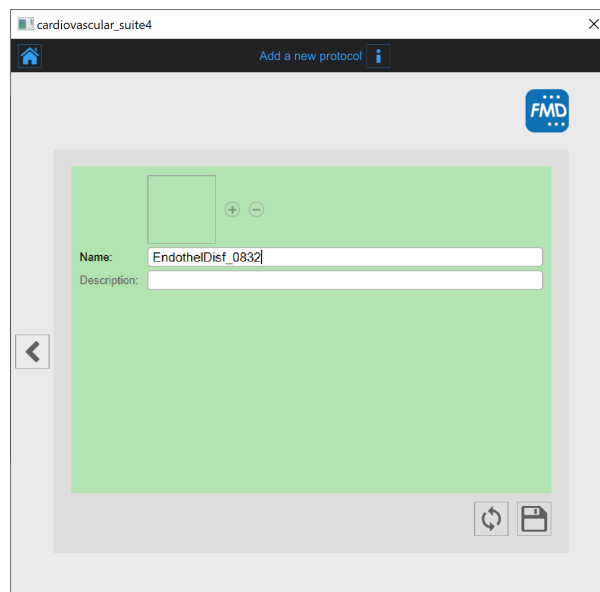 cardiovascular_suite4
Add a new protocol
FMD
Name: EndothelDisf_0832
Description: